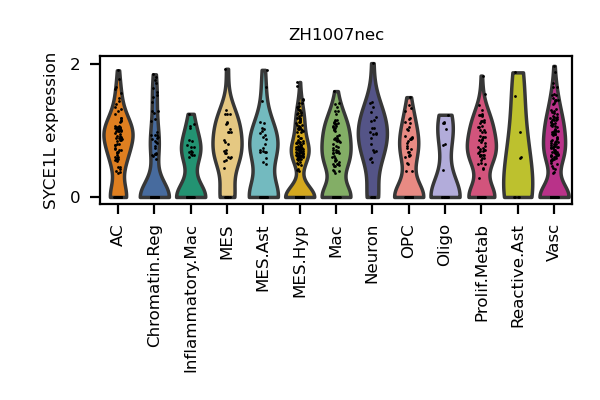 ZH1007nec
SYCE1L expression
2
0
AC
Chromatin.Reg
Inflammatory.Mac
MES
MES.Ast
MES.Hyp
Mac
Neuron
OPC
Oligo
Prolif.Metab
Reactive.Ast
Vasc